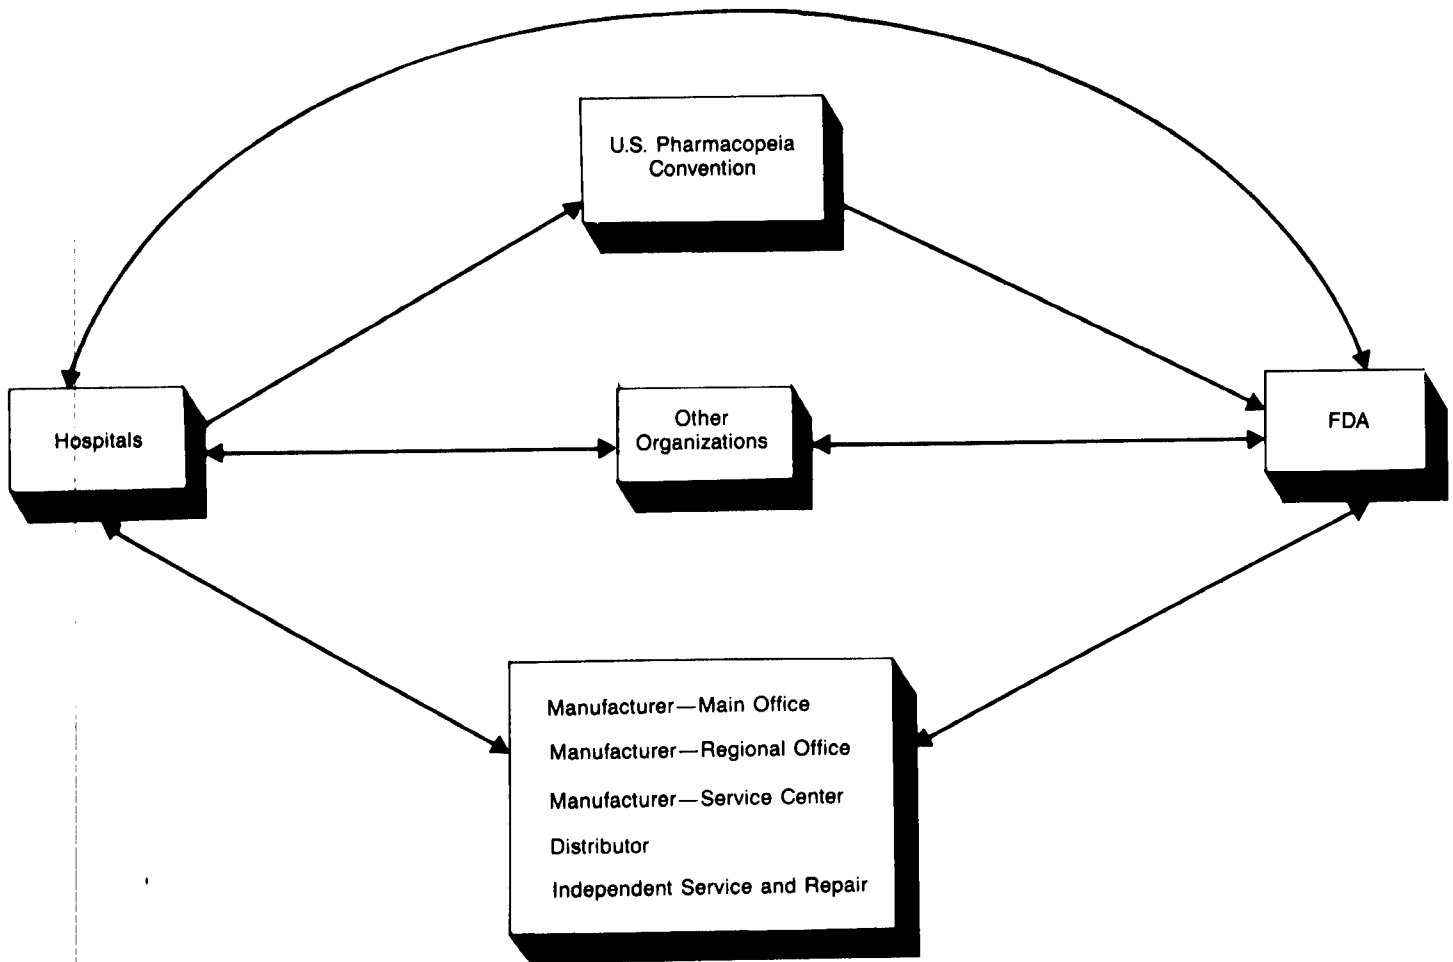 U.S. Pharmacopeia
Convention
Hospitals
Other
Organizations
FDA
Manufacturer—Main Office
Manufacturer—Regional Office
Manufacturer—Service Center
Distributor
Independent Service and Repair